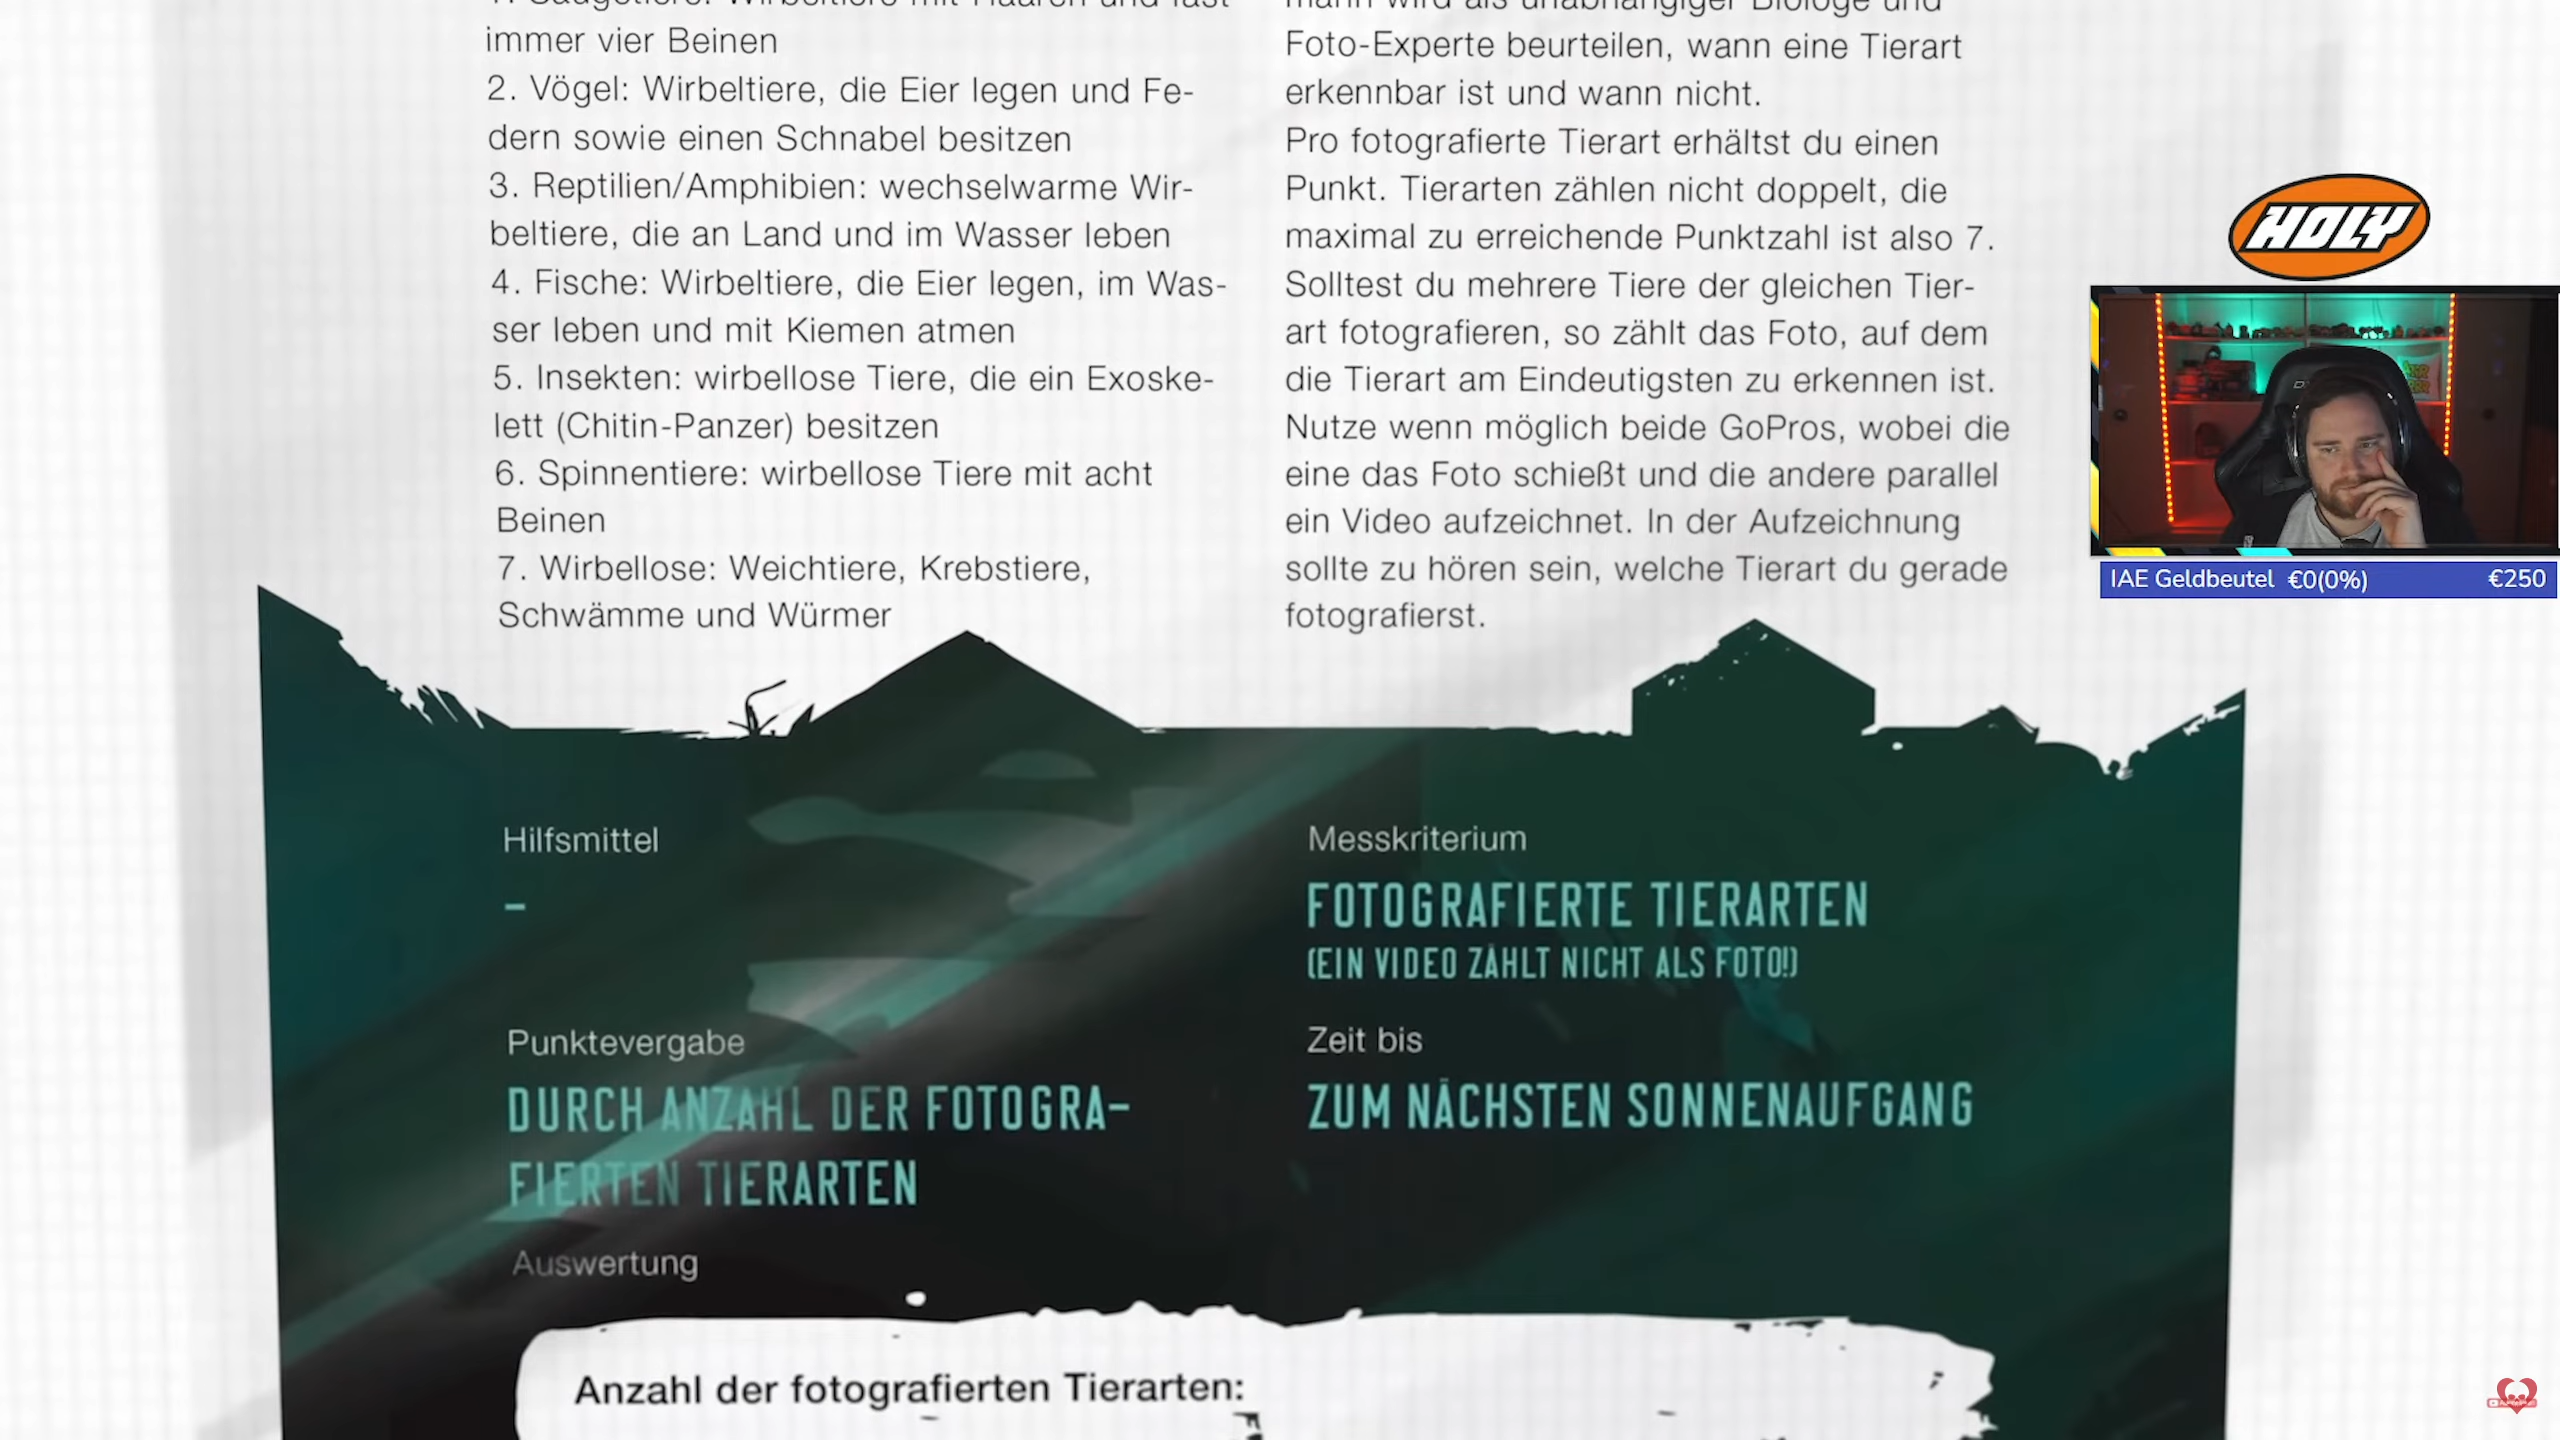 immer vier Beinen
2. Vögel: Wirbeltiere, die Eier legen und Fe-
dern sowie einen Schnabel besitzen
3. Reptilien/Amphibien: wechselwarme Wir-
beltiere, die an Land und im Wasser leben
4. Fische: Wirbeltiere, die Eier legen, im Was-
ser leben und mit Kiemen atmen
5. Insekten: wirbellose Tiere, die ein Exoske-
lett (Chitin-Panzer) besitzen
6. Spinnentiere: wirbellose Tiere mit acht
Beinen
7. Wirbellose: Weichtiere, Krebstiere,
Schwämme und Würmer
mann wird als unabhängiger Biologe und
Foto-Experte beurteilen, wann eine Tierart
erkennbar ist und wann nicht.
Pro fotografierte Tierart erhältst du einen
Punkt. Tierarten zählen nicht doppelt, die
maximal zu erreichende Punktzahl ist also 7.
Solltest du mehrere Tiere der gleichen Tier-
art fotografieren, so zählt das Foto, auf dem
die Tierart am Eindeutigsten zu erkennen ist.
Nutze wenn möglich beide GoPros, wobei die
eine das Foto schießt und die andere parallel
ein Video aufzeichnet. In der Aufzeichnung
sollte zu hören sein, welche Tierart du gerade
fotografierst.
HOLY
IAE Geldbeutel €0(0%) €250
Hilfsmittel
–
Messkriterium
FOTOGRAFIERTE TIERARTEN
(EIN VIDEO ZÄHLT NICHT ALS FOTO!)
Punktevergabe
DURCH ANZAHL DER FOTOGRA-
FIERTEN TIERARTEN
Zeit bis
ZUM NÄCHSTEN SONNENAUFGANG
Auswertung
Anzahl der fotografierten Tierarten: